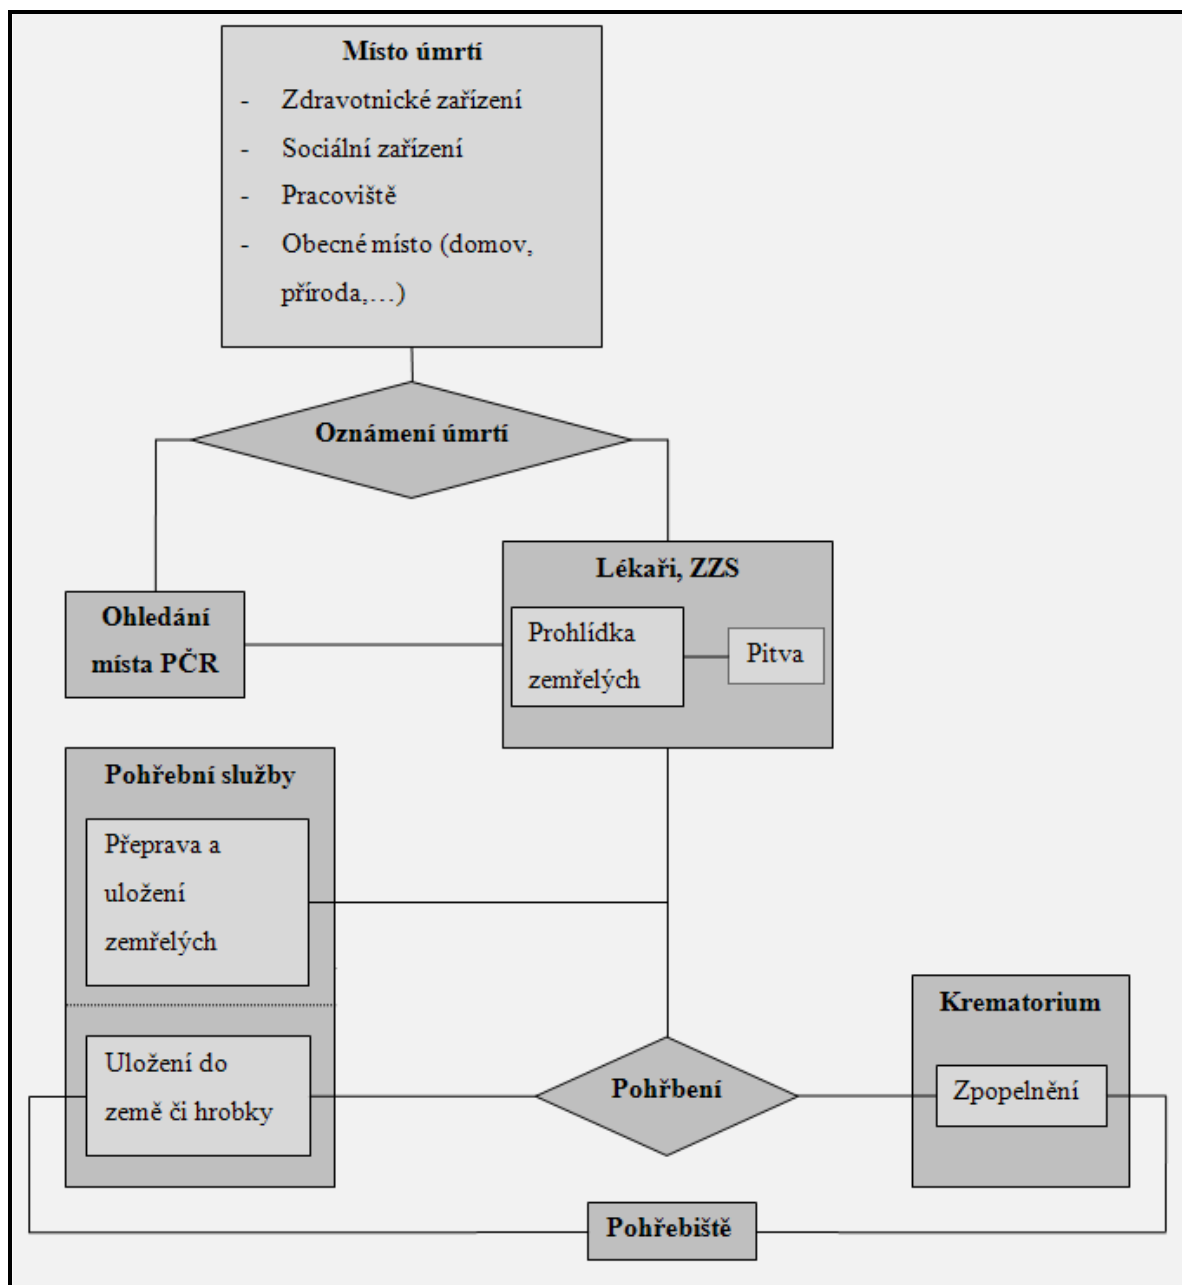 Místo úmrtí
- Zdravotnické zařízení
- Sociální zařízení
- Pracoviště
- Obecné místo (domov,
příroda,…)
Oznámení úmrtí
Lékaři, ZZS
Ohledání
místa PČR
Prohlídka
zemřelých
Pitva
Pohřební služby
Přeprava a
uložení
zemřelých
Krematorium
Uložení do
země či hrobky
Pohřbení
Zpopelnění
Pohřebiště